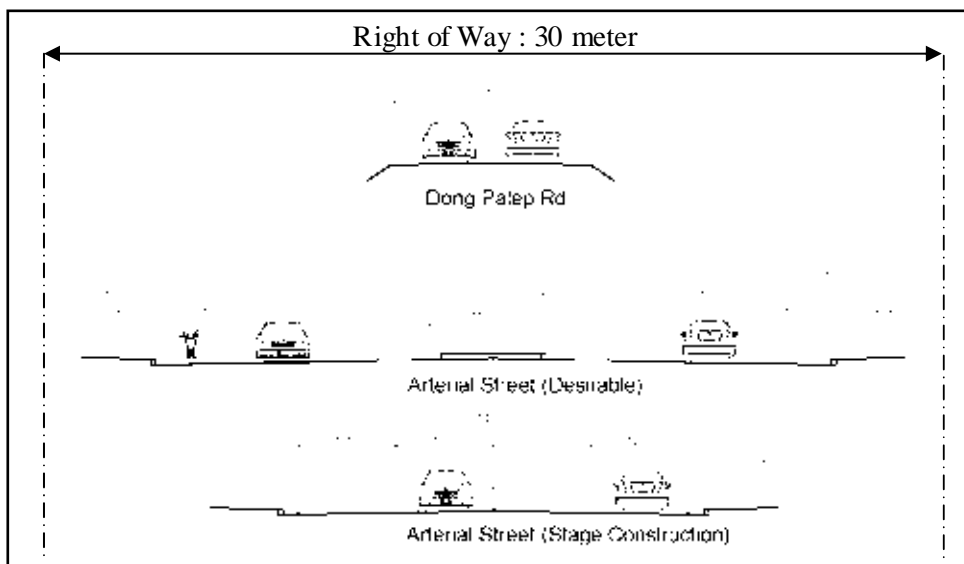 Right of Way : 30 meter
Dong Patep Rd
Arterial Street (Desirable)
Arterial Street (Stage Construction)